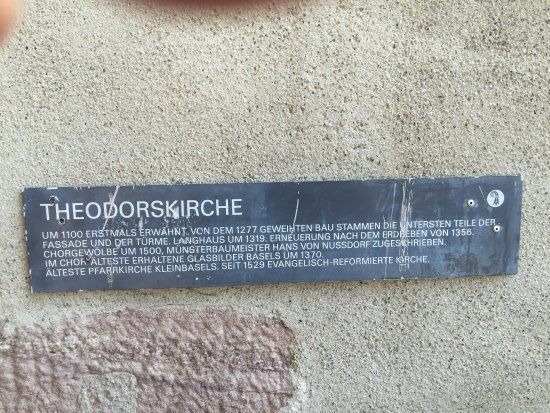 THEODORSKIRCHE
UM 1100 ERSTMALS ERWÄHNT. VON DEM 1277 GEWEIHTEN BAU STAMMEN DIE UNTERSTEN TEILE DER
FASSADE UND DER TÜRME. LANGHAUS UM 1319. ERNEUERUNG NACH DEM ERDBEBEN VON 1356.
CHORGEWÖLBE UM 1500, MÜNSTERBAUMEISTER HANS VON NUSSDORF ZUGESCHRIEBEN.
IM CHOR ÄLTESTE ERHALTENE GLASBILDER BASELS UM 1370.
ÄLTESTE PFARRKIRCHE KLEINBASELS. SEIT 1529 EVANGELISCH-REFORMIERTE KIRCHE.